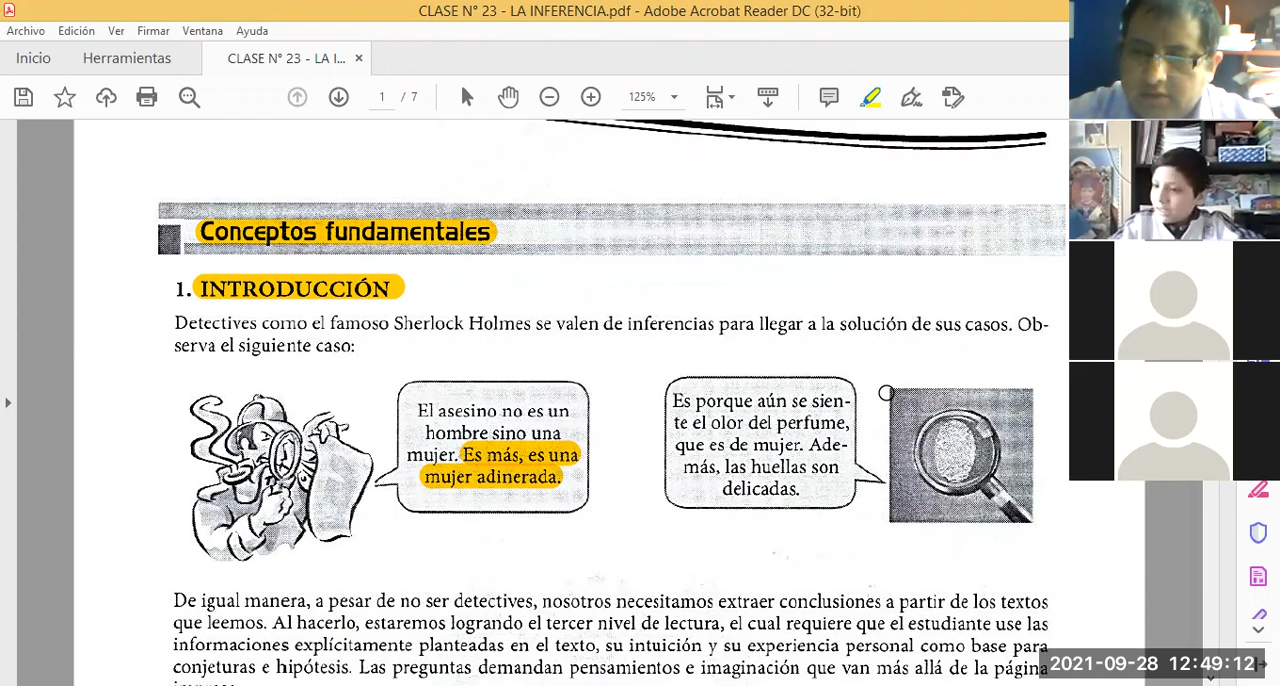 CLASE N° 23 - LA INFERENCIA.pdf - Adobe Acrobat Reader DC (32-bit)
Archivo Edición Ver Firmar Ventana Ayuda
Inicio Herramientas CLASE N° 23 - LA I... ×
1 / 7 125%
Conceptos fundamentales
1. INTRODUCCIÓN
Detectives como el famoso Sherlock Holmes se valen de inferencias para llegar a la solución de sus casos. Ob-
serva el siguiente caso:
El asesino no es un
hombre sino una
mujer. Es más, es una
mujer adinerada.
Es porque aún se sien-
te el olor del perfume,
que es de mujer. Ade-
más, las huellas son
delicadas.
De igual manera, a pesar de no ser detectives, nosotros necesitamos extraer conclusiones a partir de los textos
que leemos. Al hacerlo, estaremos logrando el tercer nivel de lectura, el cual requiere que el estudiante use las
informaciones explícitamente planteadas en el texto, su intuición y su experiencia personal como base para
conjeturas e hipótesis. Las preguntas demandan pensamientos e imaginación que van más allá de la página
2021-09-28 12:49:12